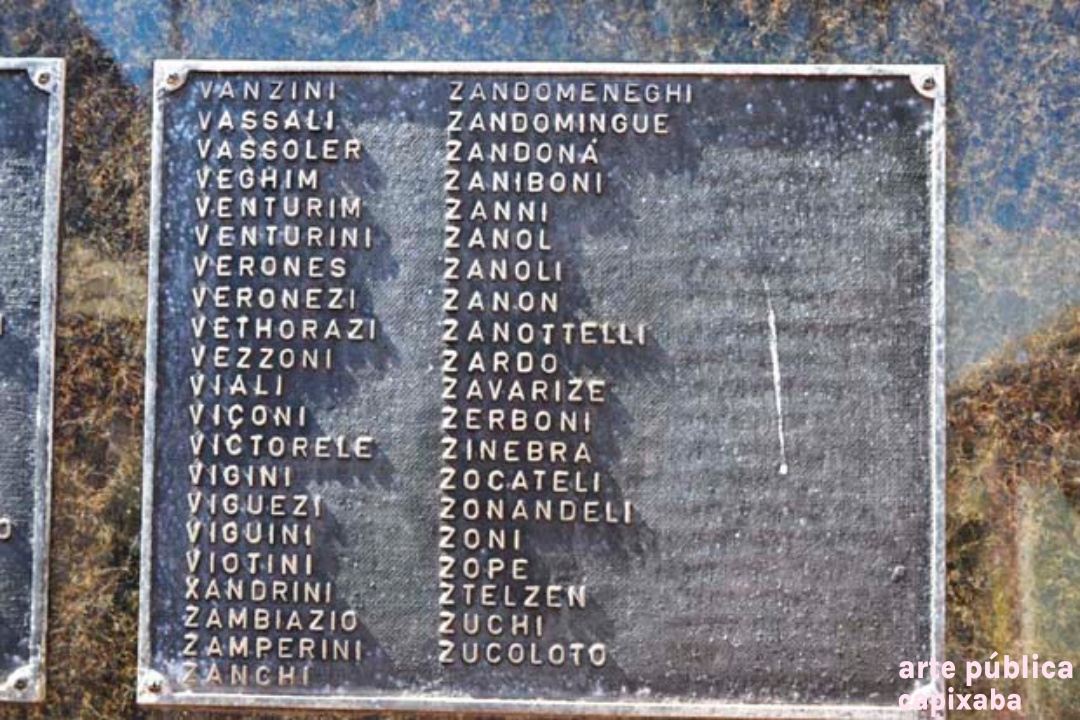 VANZINI
VASSALI
VASSOLER
VEGHIM
VENTURIM
VENTURINI
VERONES
VERONEZI
VETHORAZI
VEZZONI
VIALI
VIÇONI
VICTORELE
VIGINI
VIGUEZI
VIGUINI
VIOTINI
XANDRINI
ZAMBIAZIO
ZAMPERINI
ZANCHI
ZANDOMENEGHI
ZANDOMINGUE
ZANDONÁ
ZANIBONI
ZANNI
ZANOL
ZANOLI
ZANON
ZANOTTELLI
ZARDO
ZAVARIZE
ZERBONI
ZINEBRA
ZOCATELI
ZONANDELI
ZONI
ZOPE
ZTELZEN
ZUCHI
ZUCOLOTO
arte pública
capixaba